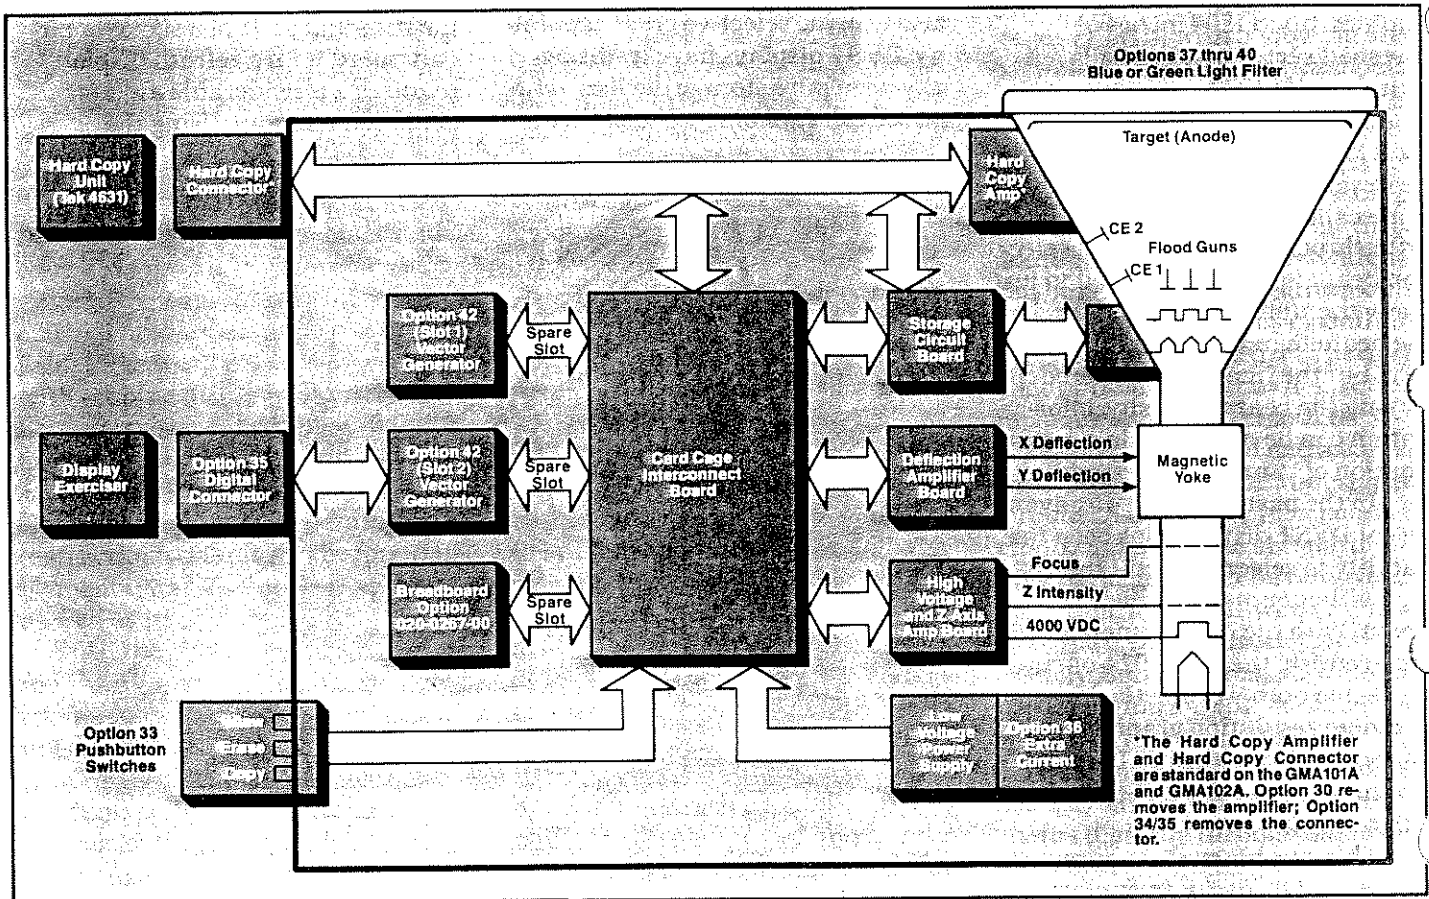 Options 37 thru 40
Blue or Green Light Filter
Target (Anode)
Hard Copy
Unit
(Tek 4631)
Hard Copy
Connector
Hard
Copy
Amp*
CE 2
Flood Guns
CE 1
Option 42
(Slot 1)
Vector
Generator
Spare
Slot
Storage
Circuit
Board
Display
Exerciser
Option 35
Digital
Connector
Option 42
(Slot 2)
Vector
Generator
Spare
Slot
Card Cage
Interconnect
Board
Deflection
Amplifier
Board
X Deflection
Y Deflection
Magnetic
Yoke
Breadboard
Option
020-0267-00
Spare
Slot
High
Voltage
and Z-Axis
Amp Board
Focus
Z Intensity
4000 VDC
Option 33
Pushbutton
Switches
View
Erase
Copy
Low
Voltage
Power
Supply
Option 36
Extra
Current
*The Hard Copy Amplifier
and Hard Copy Connector
are standard on the GMA101A
and GMA102A. Option 30 re-
moves the amplifier; Option
34/35 removes the connec-
tor.